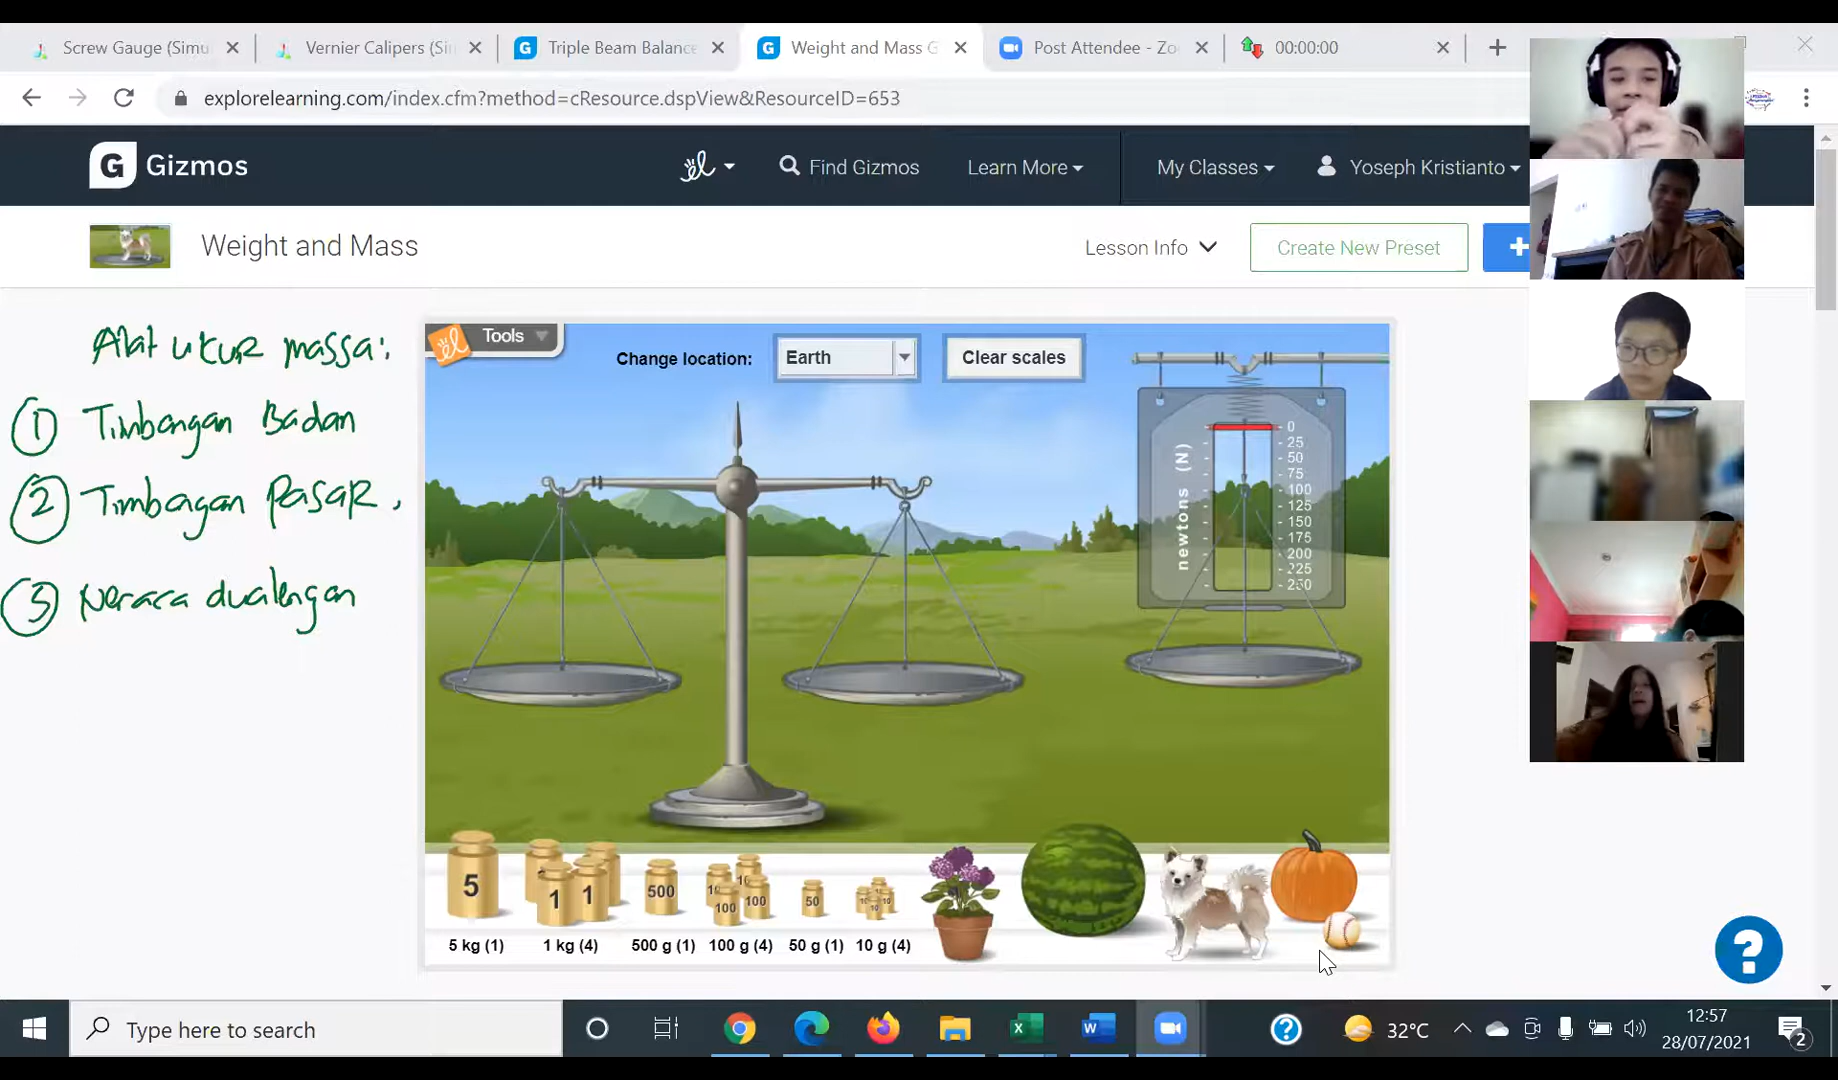 Screw Gauge (Simu
Vernier Calipers (Si
Triple Beam Balance
Weight and Mass G
Post Attendee - Zo
00:00:00
explorelearning.com/index.cfm?method=cResource.dspView&ResourceID=653
G Gizmos
Find Gizmos
Learn More
My Classes
Yoseph Kristianto
Weight and Mass
Lesson Info
Create New Preset
+
Alat ukur massa:
1 Timbangan Badan
2 Timbangan Pasar.
3 Neraca dualengan
Tools
Change location:
Earth
Clear scales
newtons (N)
0
25
50
75
100
125
150
175
200
225
250
5
1
1
500
10
100
100
50
10
5 kg (1)
1 kg (4)
500 g (1)
100 g (4)
50 g (1)
10 g (4)
?
Type here to search
32°C
12:57
28/07/2021
2